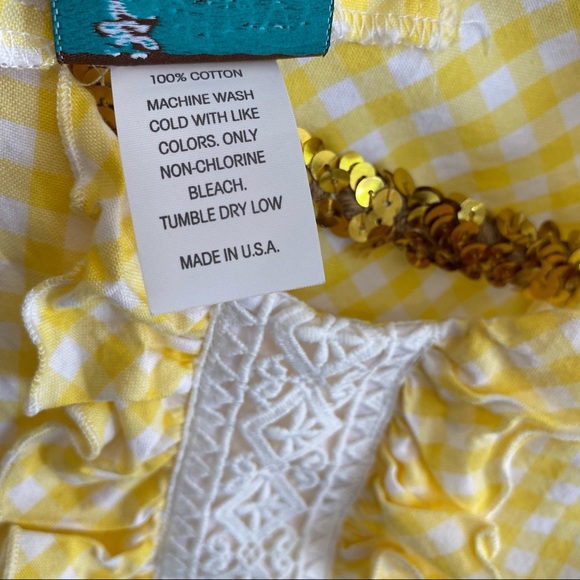 100% COTTON
MACHINE WASH
COLD WITH LIKE
COLORS. ONLY
NON-CHLORINE
BLEACH.
TUMBLE DRY LOW
MADE IN U.S.A.